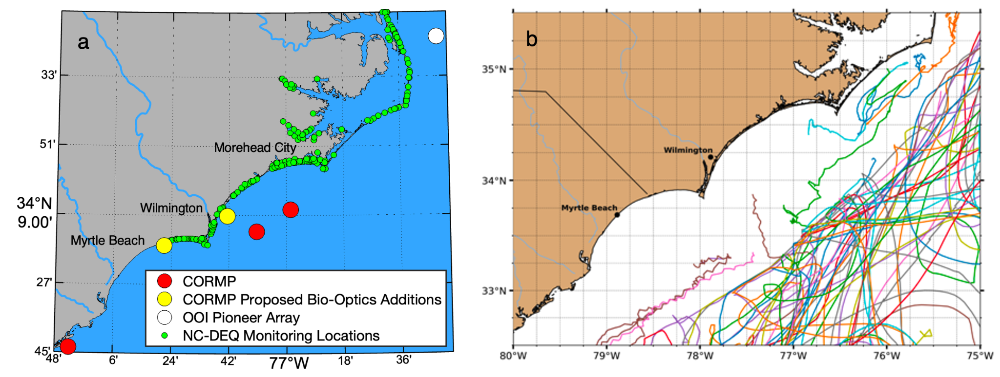 a
33'
51'
Morehead City
34°N
9.00'
Wilmington
Myrtle Beach
27'
45'
CORMP
CORMP Proposed Bio-Optics Additions
OOI Pioneer Array
NC-DEQ Monitoring Locations
48'
6'
24'
42'
77°W
18'
36'
b
35°N
Wilmington
34°N
Myrtle Beach
33°N
80°W
79°W
78°W
77°W
76°W
75°W